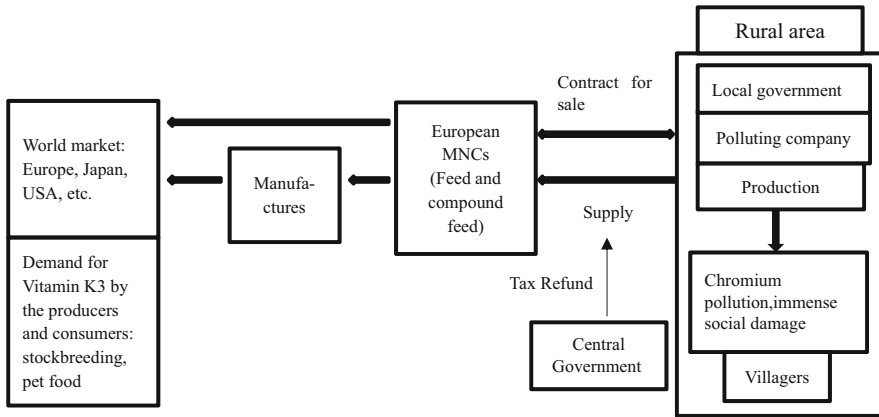 World market:
Europe, Japan,
USA, etc.
Demand for
Vitamin K3 by
the producers
and consumers:
stockbreeding,
pet food
Manufa-
ctures
European
MNCs
(Feed and
compound
feed)
Contract for
sale
Supply
Tax Refund
Central
Government
Rural area
Local government
Polluting company
Production
Chromium
pollution,immense
social damage
Villagers